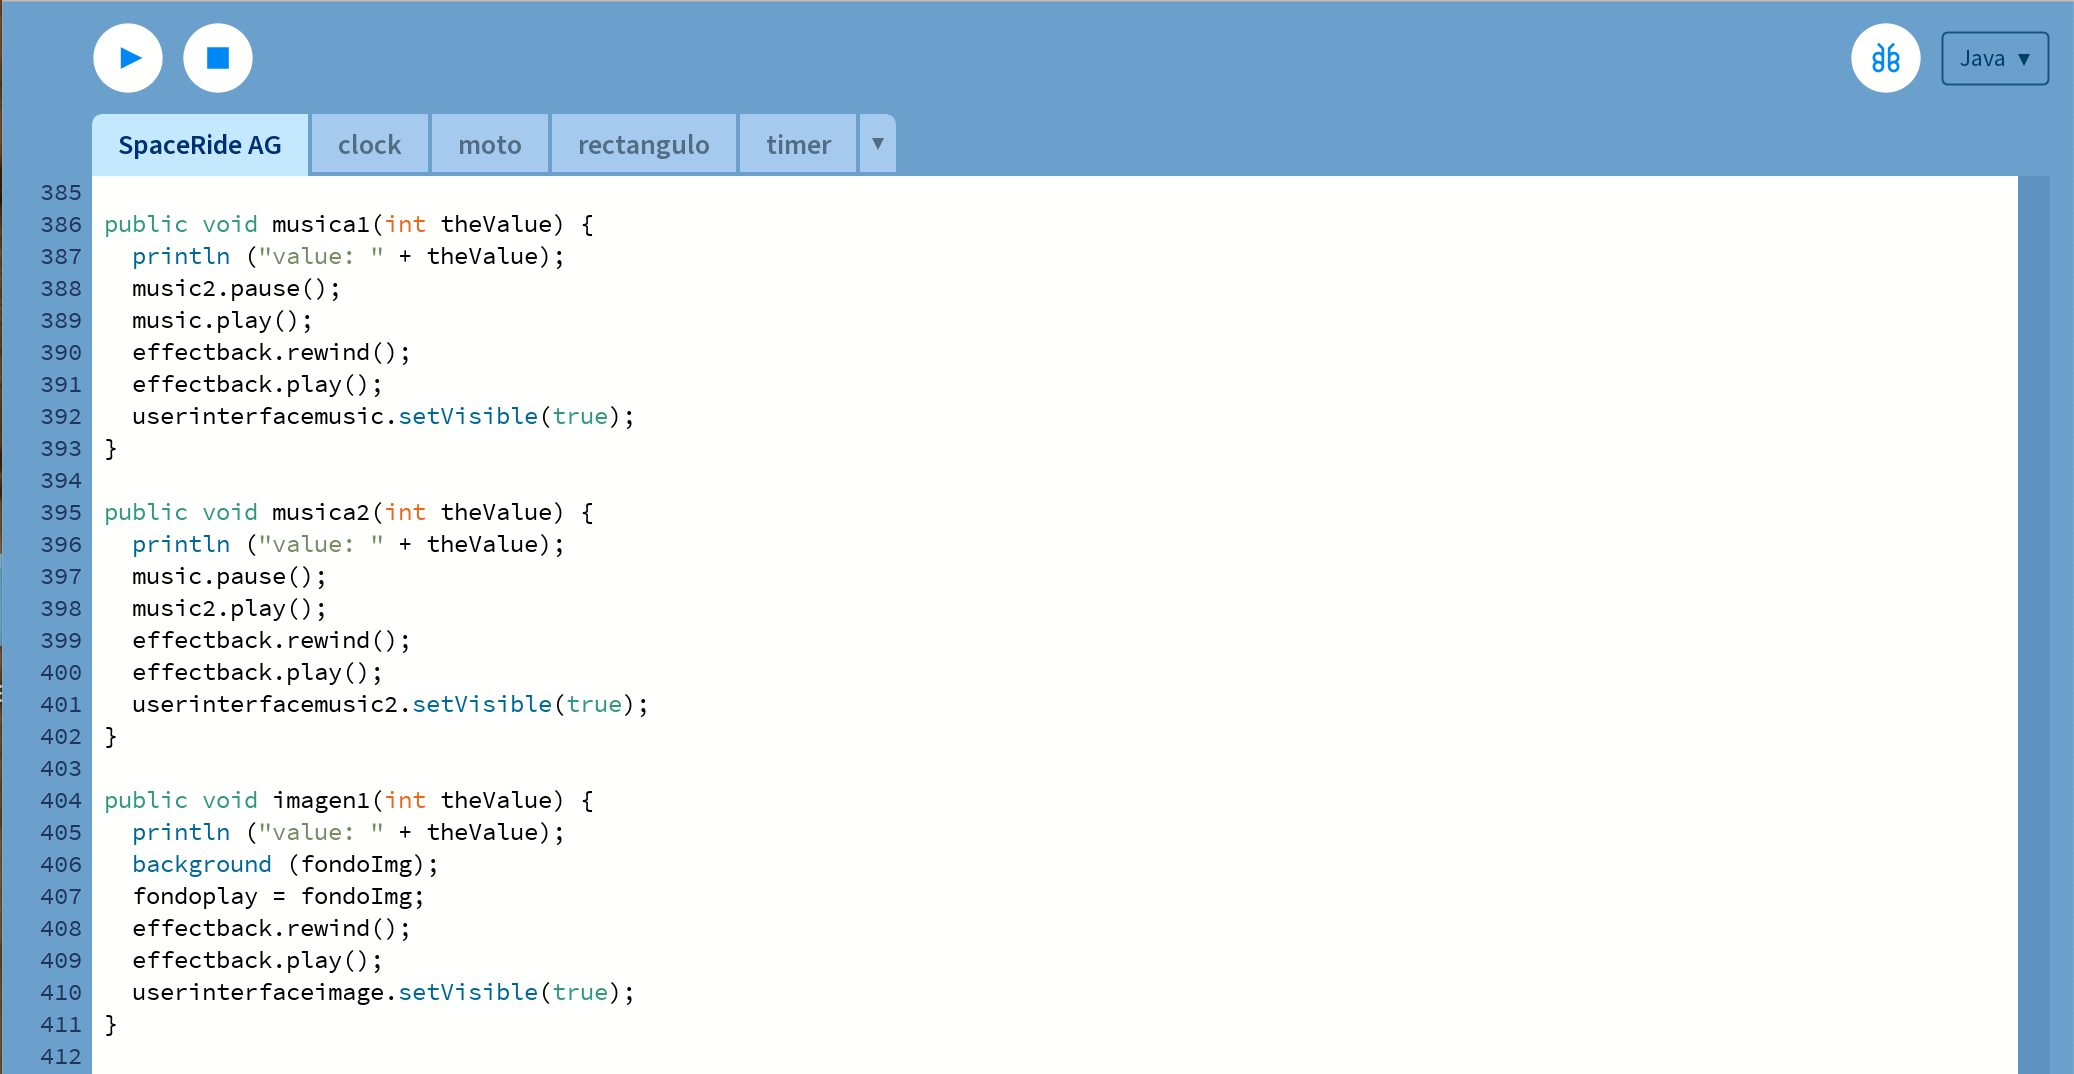 Java ▼
SpaceRide AG clock moto rectangulo timer ▼
385
386 public void musica1(int theValue) {
387   println ("value: " + theValue);
388   music2.pause();
389   music.play();
390   effectback.rewind();
391   effectback.play();
392   userinterfacemusic.setVisible(true);
393 }
394
395 public void musica2(int theValue) {
396   println ("value: " + theValue);
397   music.pause();
398   music2.play();
399   effectback.rewind();
400   effectback.play();
401   userinterfacemusic2.setVisible(true);
402 }
403
404 public void imagen1(int theValue) {
405   println ("value: " + theValue);
406   background (fondoImg);
407   fondoplay = fondoImg;
408   effectback.rewind();
409   effectback.play();
410   userinterfaceimage.setVisible(true);
411 }
412